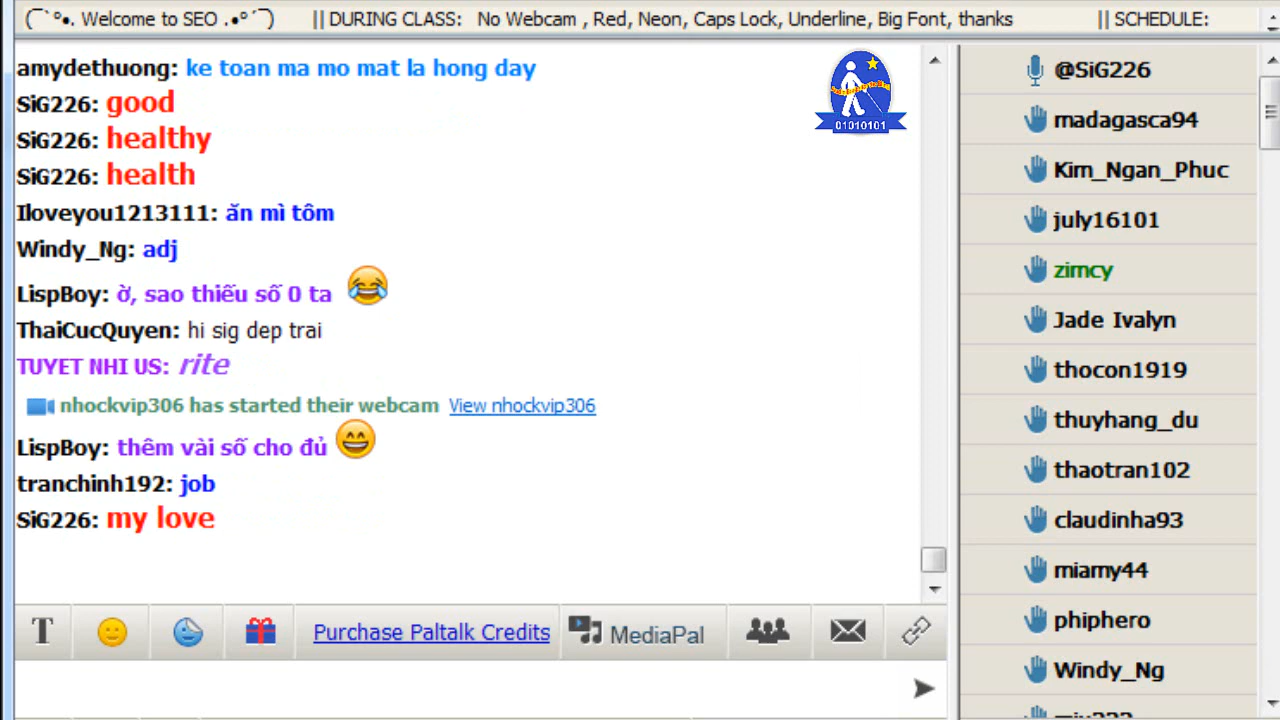 (¯`°•. Welcome to SEO .•°´¯) || DURING CLASS: No Webcam , Red, Neon, Caps Lock, Underline, Big Font, thanks || SCHEDULE:
amydethuong: ke toan ma mo mat la hong day
SiG226: good
SiG226: healthy
SiG226: health
Iloveyou1213111: ăn mì tôm
Windy_Ng: adj
LispBoy: ờ, sao thiếu số 0 ta 😂
ThaiCucQuyen: hi sig dep trai
TUYET NHI US: rite
nhockvip306 has started their webcam View nhockvip306
LispBoy: thêm vài số cho đủ 😄
tranchinh192: job
SiG226: my love
01010101
T
Purchase Paltalk Credits
MediaPal
@SiG226
madagasca94
Kim_Ngan_Phuc
july16101
zimcy
Jade Ivalyn
thocon1919
thuyhang_du
thaotran102
claudinha93
miamy44
phiphero
Windy_Ng